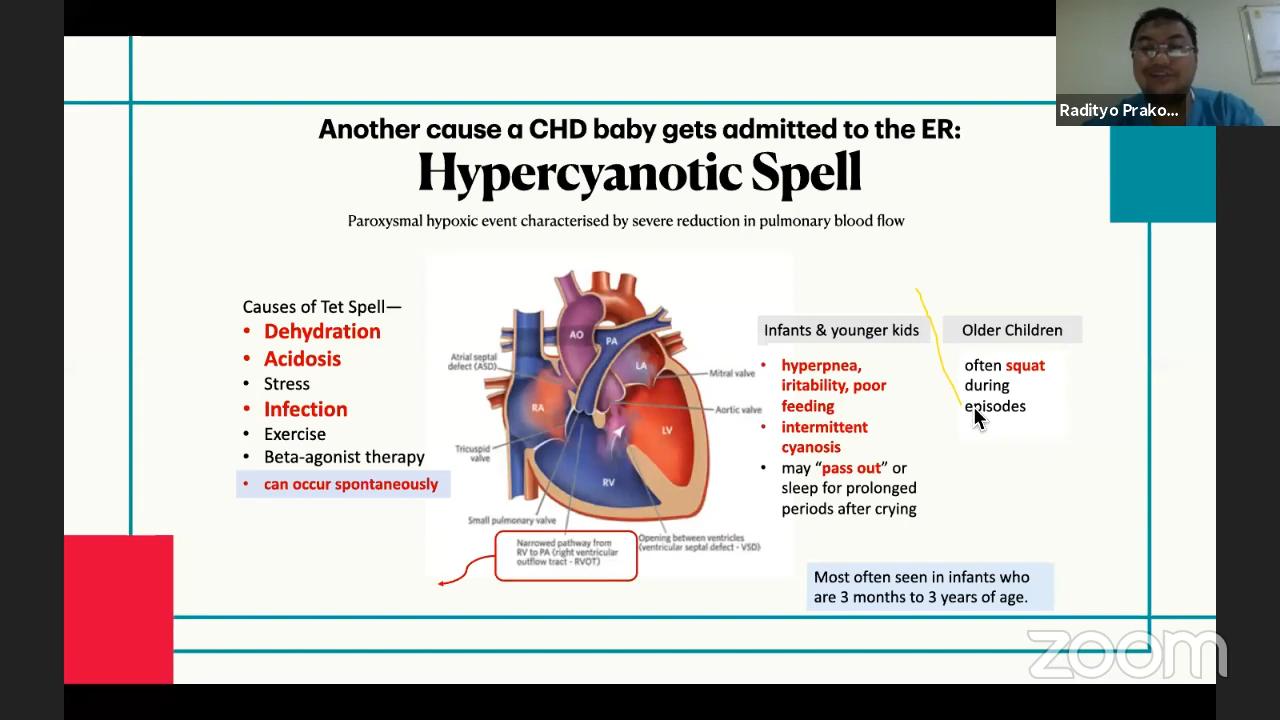 Radityo Prako...
Another cause a CHD baby gets admitted to the ER:
Hypercyanotic Spell
Paroxysmal hypoxic event characterised by severe reduction in pulmonary blood flow
Causes of Tet Spell—
• Dehydration
• Acidosis
• Stress
• Infection
• Exercise
• Beta-agonist therapy
• can occur spontaneously
AO
PA
LA
RA
LV
RV
Atrial septal
defect (ASD)
Mitral valve
Aortic valve
Tricuspid
valve
Small pulmonary valve
Narrowed pathway from
RV to PA (right ventricular
outflow tract - RVOT)
Opening between ventricles
(ventricular septal defect - VSD)
Infants & younger kids
• hyperpnea,
iritability, poor
feeding
• intermittent
cyanosis
• may “pass out” or
sleep for prolonged
periods after crying
Older Children
often squat
during
episodes
Most often seen in infants who
are 3 months to 3 years of age.
zoom